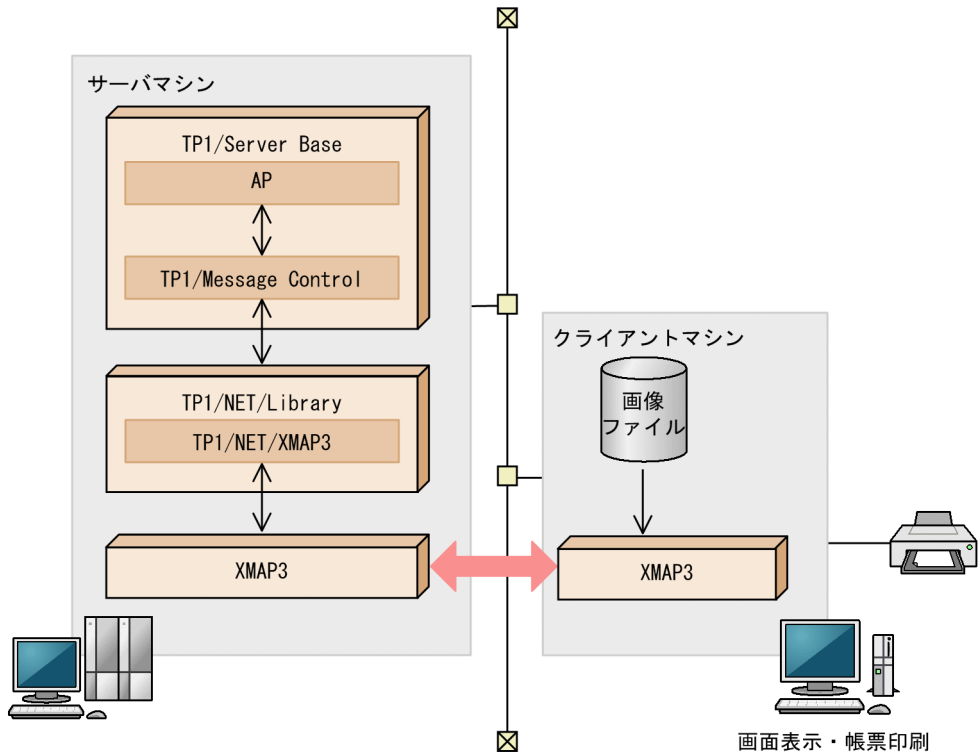 サーバマシン
TP1/Server Base
AP
TP1/Message Control
TP1/NET/Library
TP1/NET/XMAP3
XMAP3
クライアントマシン
画像
ファイル
XMAP3
画面表示・帳票印刷